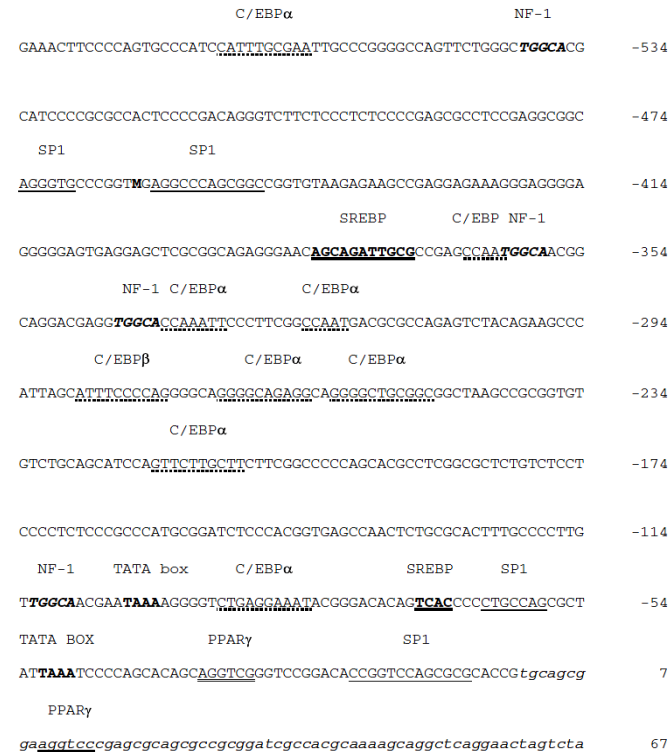 C/EBPα NF-1
GAAACTTCCCCAGTGCCCATCCATTTGCGAATTGCCCGGGGCCAGTTCTGGGCTGGCACG -534
CATCCCCGCGCCACTCCCCGACAGGGTCTTCTCCCTCTCCCCGAGCGCCTCCGAGGCGGC -474
SP1 SP1
AGGGTGCCCGGTMGAGGCCCAGCGGCCGGTGTAAGAGAAGCCGAGGAGAAAGGGAGGGGA -414
SREBP C/EBP NF-1
GGGGGAGTGAGGAGCTCGCGGCAGAGGGAACAGCAGATTGCGCCGAGCCAATGGCAACGG -354
NF-1 C/EBPα C/EBPα
CAGGACGAGGTGGCACCAAATTCCCTTCGGCCAATGACGCGCCAGAGTCTACAGAAGCCC -294
C/EBPβ C/EBPα C/EBPα
ATTAGCATTTCCCCAGGGGCAGGGGCAGAGGCAGGGGCTGCGGCGGCTAAGCCGCGGTGT -234
C/EBPα
GTCTGCAGCATCCAGTTCTTGCTTCTTCGGCCCCCAGCACGCCTCGGCGCTCTGTCTCCT -174
CCCCTCTCCCGCCCATGCGGATCTCCCACGGTGAGCCAACTCTGCGCACTTTGCCCCTTG -114
NF-1 TATA box C/EBPα SREBP SP1
TTGGCAACGAATAAAAGGGGTCTGAGGAAATACGGGACACAGTCACCCCCTGCCAGCGCT -54
TATA BOX PPARγ SP1
ATTAAATCCCCAGCACAGCAGGTCGGGTCCGGACACCGGTCCAGCGCGCACCGtgcagcg 7
PPARγ
gaaggtcccgagcgcagcgccgcggatcgccacgcaaaagcaggctcaggaactagtcta 67